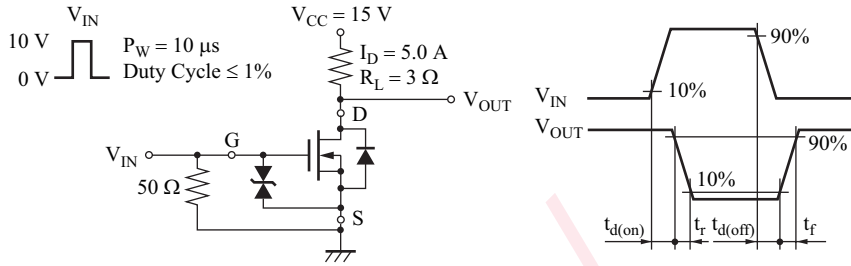 V_IN
10 V
0 V
P_W = 10 μs
Duty Cycle ≤ 1%
V_CC = 15 V
I_D = 5.0 A
R_L = 3 Ω
V_OUT
D
G
V_IN
50 Ω
S
90%
10%
V_IN
V_OUT
90%
10%
t_d(on) t_r t_d(off) t_f